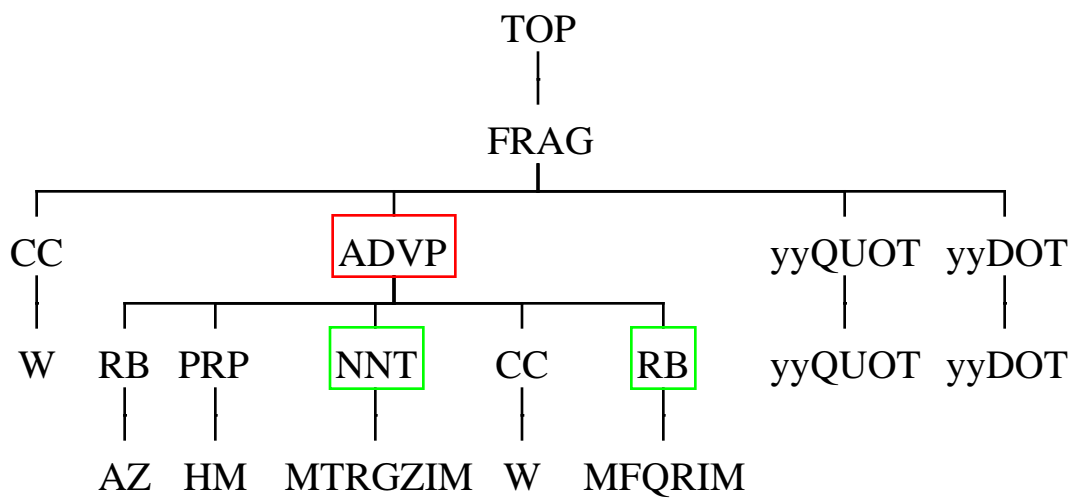 TOP
FRAG
CC ADVP yyQUOT yyDOT
W RB PRP NNT CC RB yyQUOT yyDOT
AZ HM MTRGZIM W MFQRIM